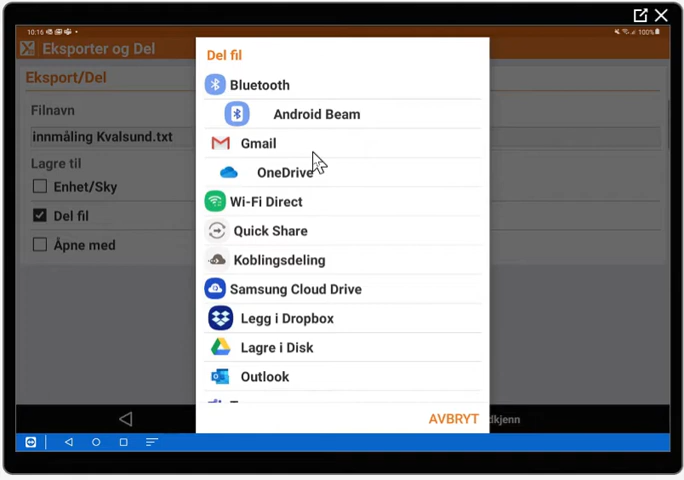 10:16
100%
Eksporter og Del
Del fil
Eksport/Del
Bluetooth
Filnavn
Android Beam
innmåling Kvalsund.txt
Gmail
Lagre til
OneDrive
Enhet/Sky
Wi-Fi Direct
Del fil
Quick Share
Åpne med
Koblingsdeling
Samsung Cloud Drive
Legg i Dropbox
Lagre i Disk
Outlook
AVBRYT
dkjenn